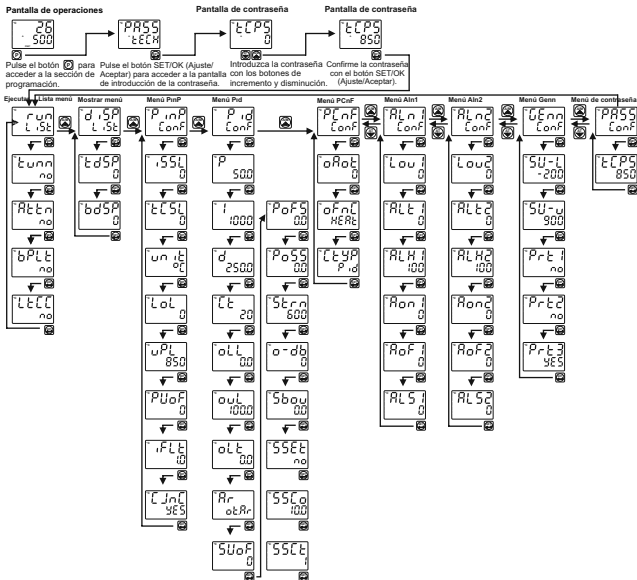 Pantalla de operaciones
Pantalla de contraseña
Pantalla de contraseña
26
500
PASS
tECH
tCPS
0
tCPS
850
Pulse el botón P para acceder a la sección de programación.
Pulse el botón SET/OK (Ajuste/Aceptar) para acceder a la pantalla de introducción de la contraseña.
Introduzca la contraseña con los botones de incremento y disminución.
Confirme la contraseña con el botón SET/OK (Ajuste/Aceptar).
Ejecutar Lista menú
Mostrar menú
Menú PinP
Menú Pid
Menú PCnF
Menú Aln1
Menú Aln2
Menú Genn
Menú de contraseña
run
LiSt
tunn
no
Attn
no
bPLt
no
LtCL
no
diSP
LiSt
tdSP
0
bdSP
0
PinP
ConF
iSSL
0
tCSL
0
unit
°C
LoL
0
uPL
850
PUoF
0
iFLt
1.0
CJnC
YES
Pid
ConF
P
50.0
I
1000
d
250.0
Ct
20
oLL
0.0
ouL
100.0
oLt
0.0
Ar
otAr
SUoF
0
PoFS
0.0
PoSS
0.0
Strn
600
o-db
0
Sbou
0.0
SSEt
no
SSCo
10.0
SSCt
1
PCnF
ConF
oAot
0
oFnC
HEAt
CtYP
Pid
ALn1
ConF
Lou1
0
ALt1
0
ALH1
100
Aon1
0
AoF1
0
ALS1
0
ALn2
ConF
Lou2
0
ALt2
0
ALH2
100
Aon2
0
AoF2
0
ALS2
0
GEnn
ConF
SU-L
-200
SU-u
900
Prt1
no
Prt2
no
Prt3
YES
PASS
ConF
tCPS
850